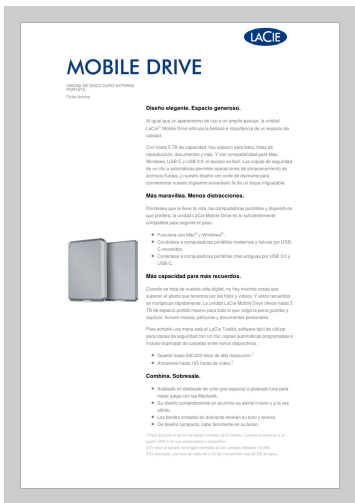 LACIE
MOBILE DRIVE
UNIDAD DE DISCO DURO EXTERNA
PORTÁTIL
Ficha técnica
Diseño elegante. Espacio generoso.
Al igual que un apartamento de lujo o un amplio paisaje, la unidad
LaCie® Mobile Drive articula la belleza e importancia de un espacio de
calidad.
Con hasta 5 TB de capacidad, hay espacio para fotos, listas de
reproducción, documentos y más. Y con compatibilidad para Mac,
Windows, USB-C y USB 3.0, el acceso es fácil. Las copias de seguridad
de un clic o automáticas permiten operaciones de almacenamiento de
archivos fluidas, y nuestro diseño con corte de diamante para
conmemorar nuestro trigésimo aniversario le da un toque inigualable.
Más maravillas. Menos distracciones.
Dondesea que le lleve la vida, las computadoras portátiles y dispositivos
que prefiera, la unidad LaCie Mobile Drive es lo suficientemente
compatible para seguirlo el paso.
Funciona con Mac® y Windows®.
Conéctese a computadoras portátiles modernas y futuras por USB-
C reversible.
Conéctese a computadoras portátiles más antiguas por USB 3.0 y
USB-C.
Más capacidad para más recuerdos.
Cuando se trata de nuestra vida digital, no hay muchas cosas que
superen el afecto que tenemos por las fotos y videos. Y estos recuerdos
se multiplican rápidamente. La unidad LaCie Mobile Drive ofrece hasta 5
TB de espacio portátil masivo para todo lo que valga la pena guardar y
duplicar. Incluso música, películas y documentos personales.
Para echarle una mano está el LaCie Toolkit, software fácil de utilizar
para copias de seguridad con un clic, copias automáticas programadas e
incluso duplicado de carpetas entre varios dispositivos.
Guarde hasta 500 000 fotos de alta resolución.
Almacene hasta 165 horas de video.
Combina. Sobresale.
Acabado en desbaste de color gris espacial o plateado luna para
hacer juego con las Macbook.
Su diseño completamente en aluminio se siente liviano y a la vez
sólido.
Los bordes cortados en diamante revelan su brillo y textura.
De diseño compacto, cabe fácilmente en su bolso.